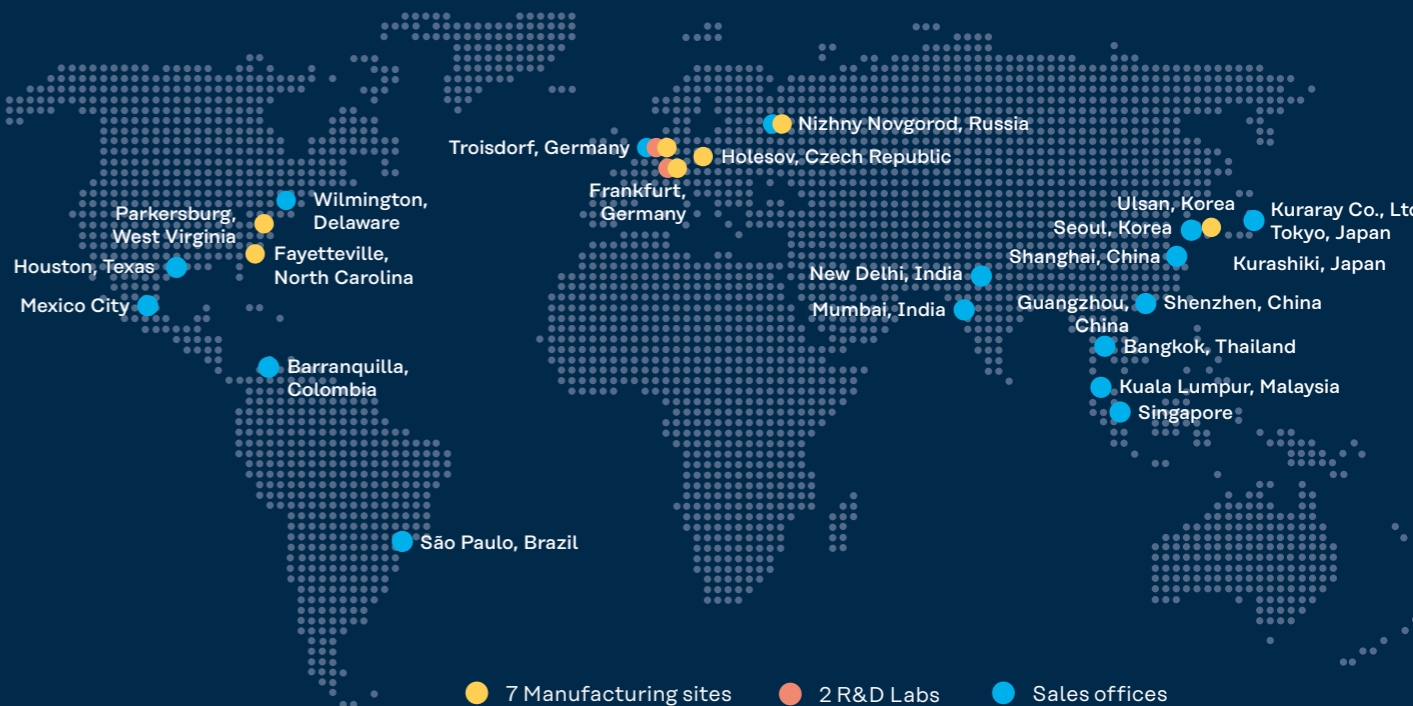 Nizhny Novgorod, Russia
Troisdorf, Germany
Holesov, Czech Republic
Frankfurt,
Germany
Wilmington,
Delaware
Parkersburg,
West Virginia
Fayetteville,
North Carolina
Houston, Texas
Mexico City
Barranquilla,
Colombia
São Paulo, Brazil
Ulsan, Korea
Seoul, Korea
Kuraray Co., Ltd
Tokyo, Japan
Shanghai, China
Kurashiki, Japan
New Delhi, India
Mumbai, India
Guangzhou,
China
Shenzhen, China
Bangkok, Thailand
Kuala Lumpur, Malaysia
Singapore
7 Manufacturing sites
2 R&D Labs
Sales offices